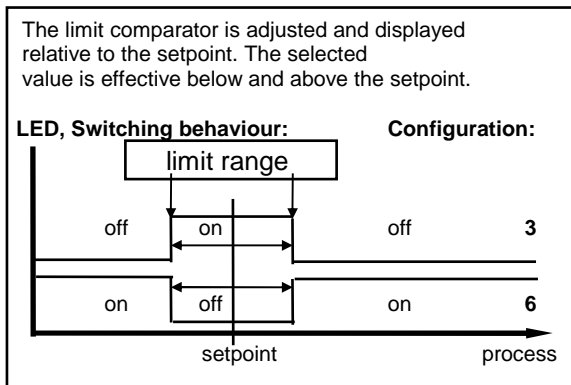 The limit comparator is adjusted and displayed
relative to the setpoint. The selected
value is effective below and above the setpoint.
LED, Switching behaviour: Configuration:
limit range
off on off 3
on off on 6
setpoint process